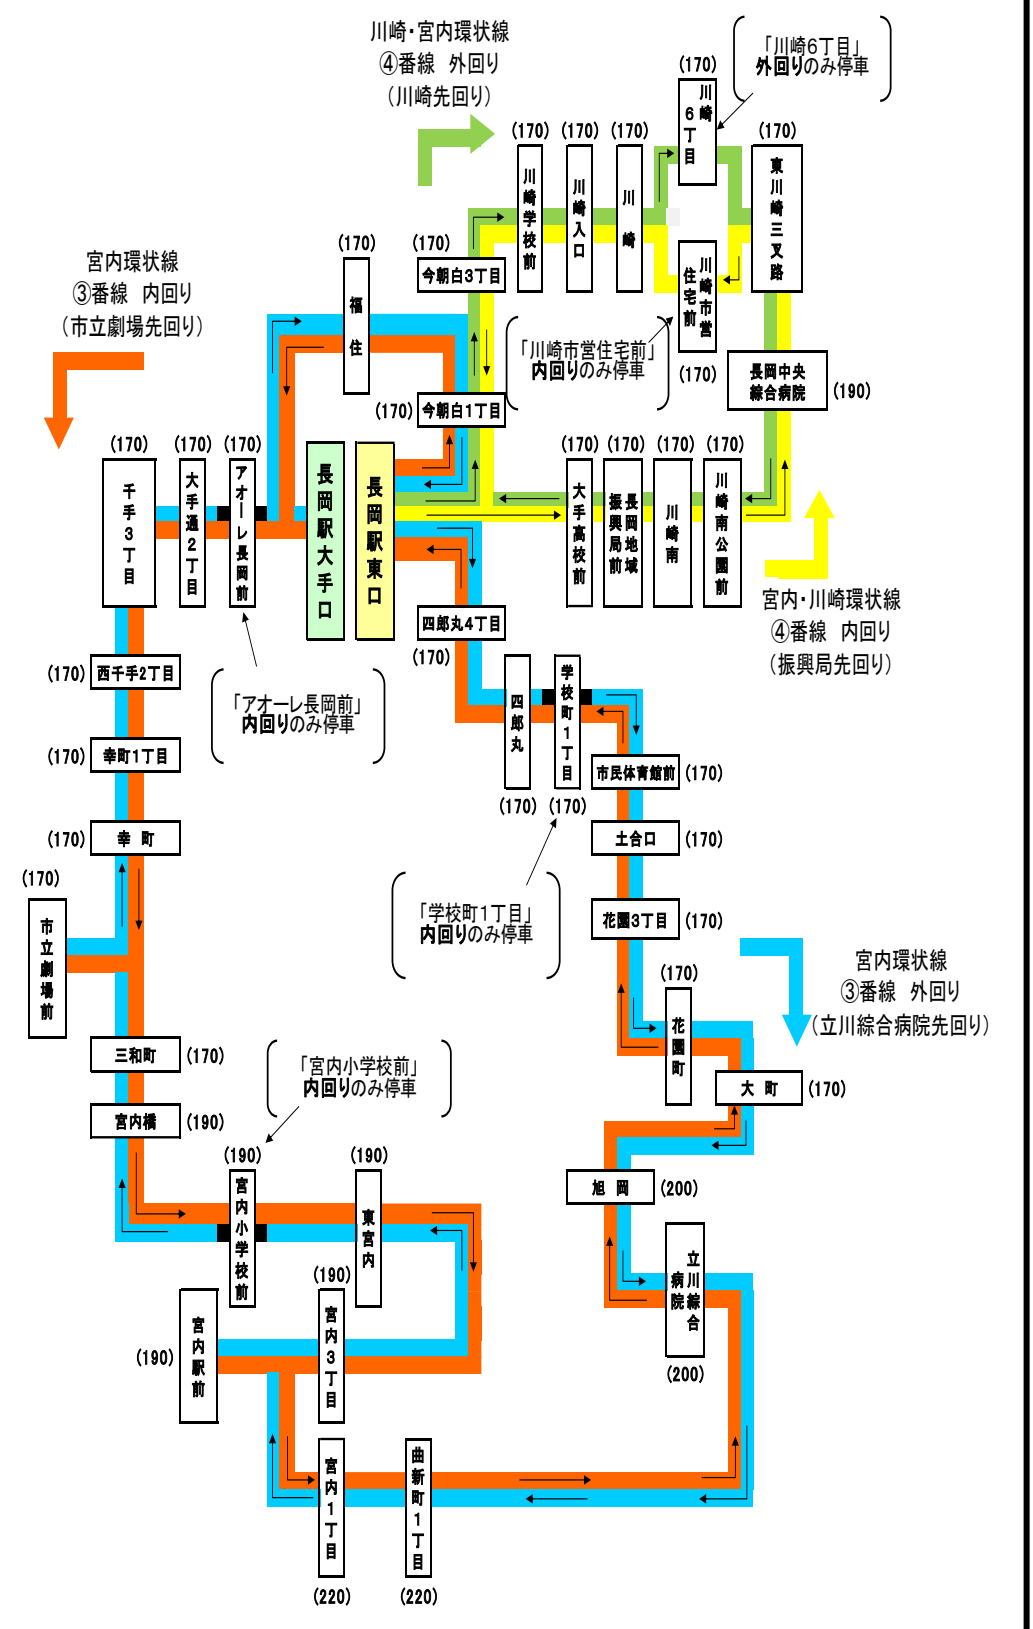 川崎・宮内環状線
④番線 外回り
(川崎先回り)
「川崎6丁目」
外回りのみ停車
(170)
川崎6丁目
(170)
川崎学校前
(170)
川崎入口
(170)
川崎
(170)
東川崎三叉路
川崎市営住宅前
(170)
「川崎市営住宅前」
内回りのみ停車
長岡中央
綜合病院
(190)
宮内環状線
③番線 内回り
(市立劇場先回り)
(170)
福住
(170)
今朝白3丁目
(170)
今朝白1丁目
(170)
千手3丁目
(170)
大手通2丁目
(170)
アオーレ長岡前
長岡駅大手口
長岡駅東口
(170)
大手高校前
(170)
長岡地域振興局前
(170)
川崎南
(170)
川崎南公園前
宮内・川崎環状線
④番線 内回り
(振興局先回り)
四郎丸4丁目
(170)
四郎丸
(170)
学校町1丁目
(170)
市民体育館前
(170)
土合口
(170)
花園3丁目
(170)
(170)
花園町
大町
(170)
「アオーレ長岡前」
内回りのみ停車
(170)
西千手2丁目
(170)
幸町1丁目
(170)
幸町
(170)
市立劇場前
「学校町1丁目」
内回りのみ停車
宮内環状線
③番線 外回り
(立川綜合病院先回り)
三和町
(170)
宮内橋
(190)
「宮内小学校前」
内回りのみ停車
(190)
宮内小学校前
(190)
東宮内
旭岡
(200)
立川綜合病院
(200)
(190)
宮内駅前
(190)
宮内3丁目
宮内1丁目
(220)
曲新町1丁目
(220)